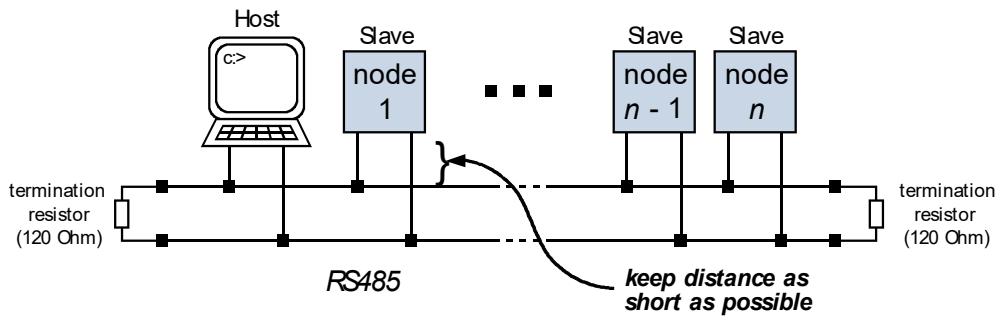 Host
c:>
Slave
node
1
Slave
node
n - 1
Slave
node
n
termination
resistor
(120 Ohm)
termination
resistor
(120 Ohm)
RS485
keep distance as
short as possible